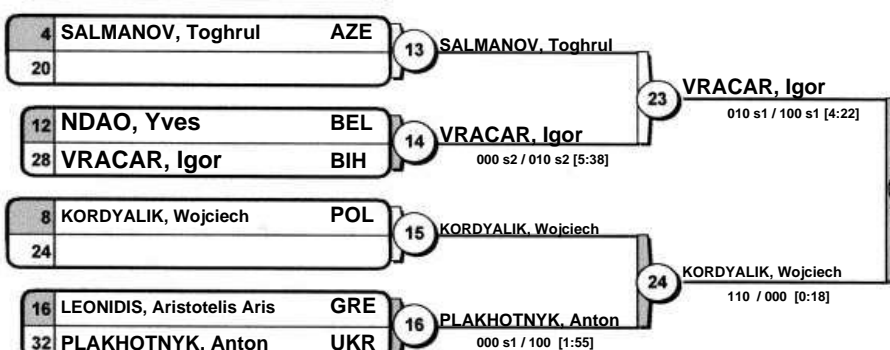 4 SALMANOV, Toghrul AZE
20
13
SALMANOV, Toghrul
12 NDAO, Yves BEL
28 VRACAR, Igor BIH
14
VRACAR, Igor
000 s2 / 010 s2 [5:38]
23
VRACAR, Igor
010 s1 / 100 s1 [4:22]
8 KORDYALIK, Wojciech POL
24
15
KORDYALIK, Wojciech
16 LEONIDIS, Aristotelis Aris GRE
32 PLAKHOTNYK, Anton UKR
16
PLAKHOTNYK, Anton
000 s1 / 100 [1:55]
24
KORDYALIK, Wojciech
110 / 000 [0:18]